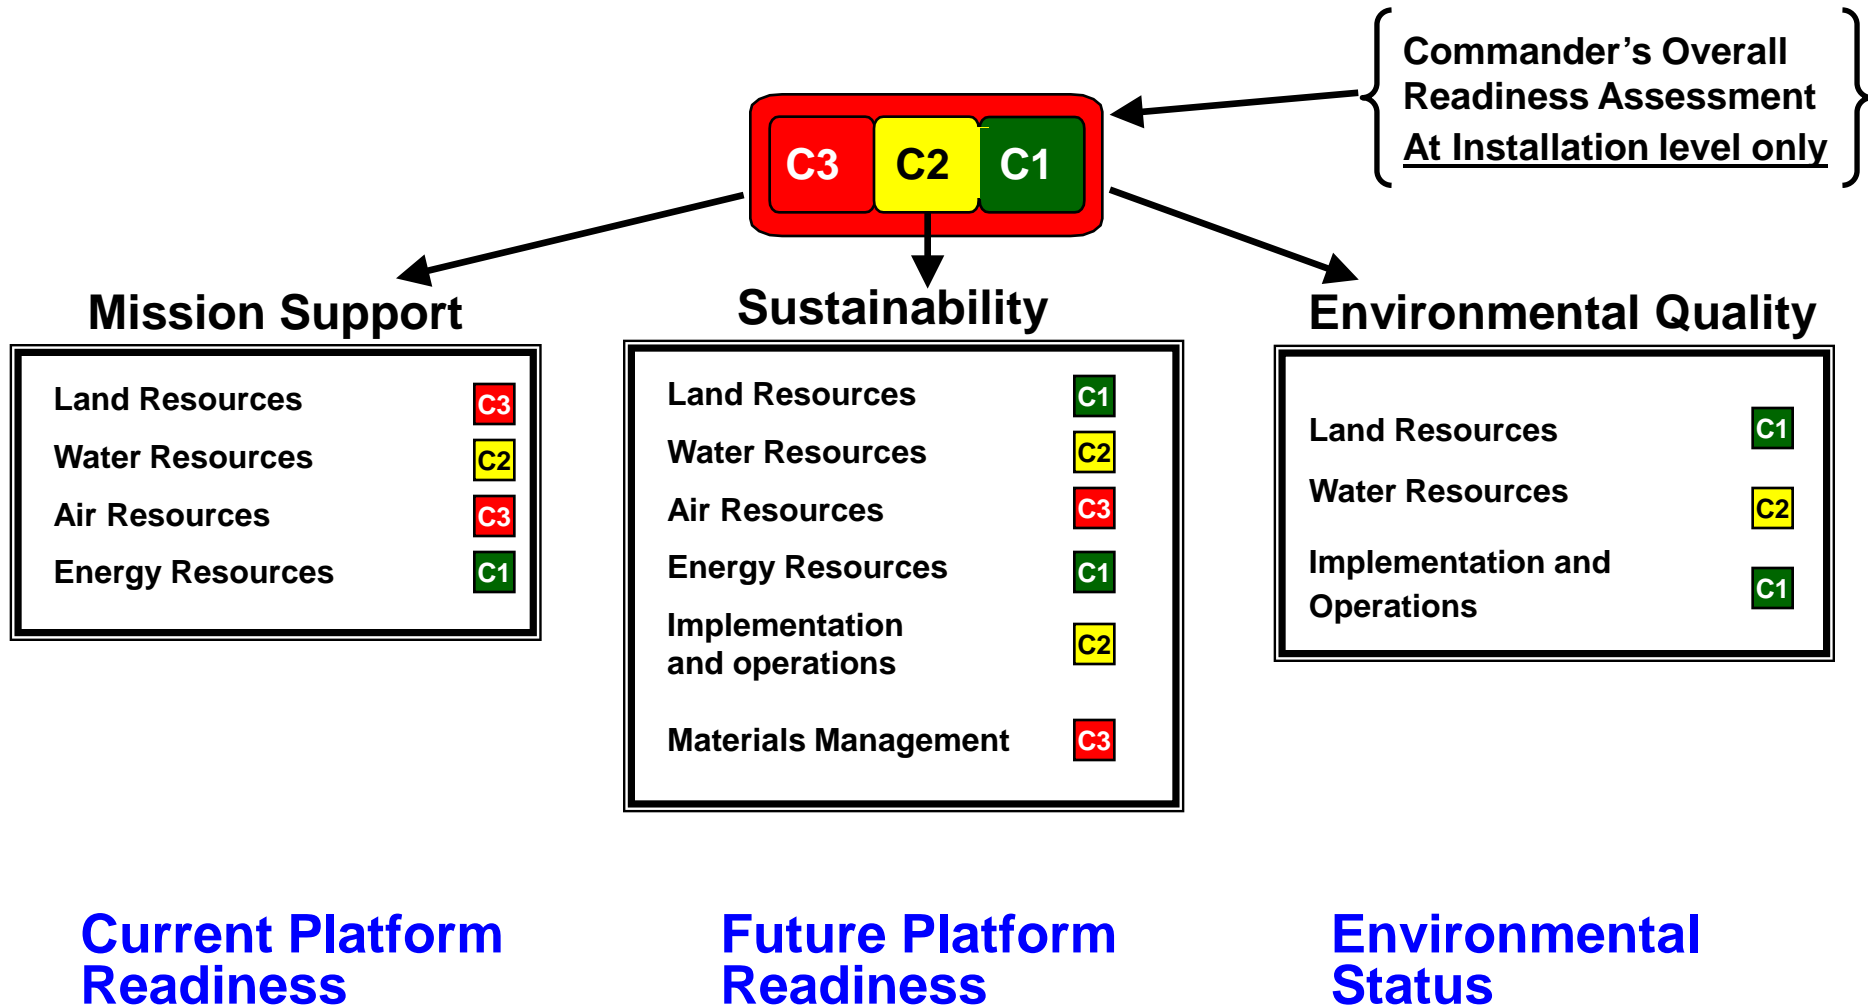 Commander’s Overall
Readiness Assessment
At Installation level only
C3 C2 C1
Mission Support
Land Resources C3
Water Resources C2
Air Resources C3
Energy Resources C1
Sustainability
Land Resources C1
Water Resources C2
Air Resources C3
Energy Resources C1
Implementation
and operations C2
Materials Management C3
Environmental Quality
Land Resources C1
Water Resources C2
Implementation and
Operations C1
Current Platform
Readiness
Future Platform
Readiness
Environmental
Status